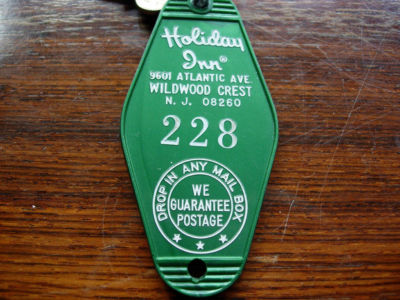 Holiday
Inn®
9601 ATLANTIC AVE.
WILDWOOD CREST
N. J. 08260
228
DROP IN ANY MAIL BOX
WE
GUARANTEE
POSTAGE